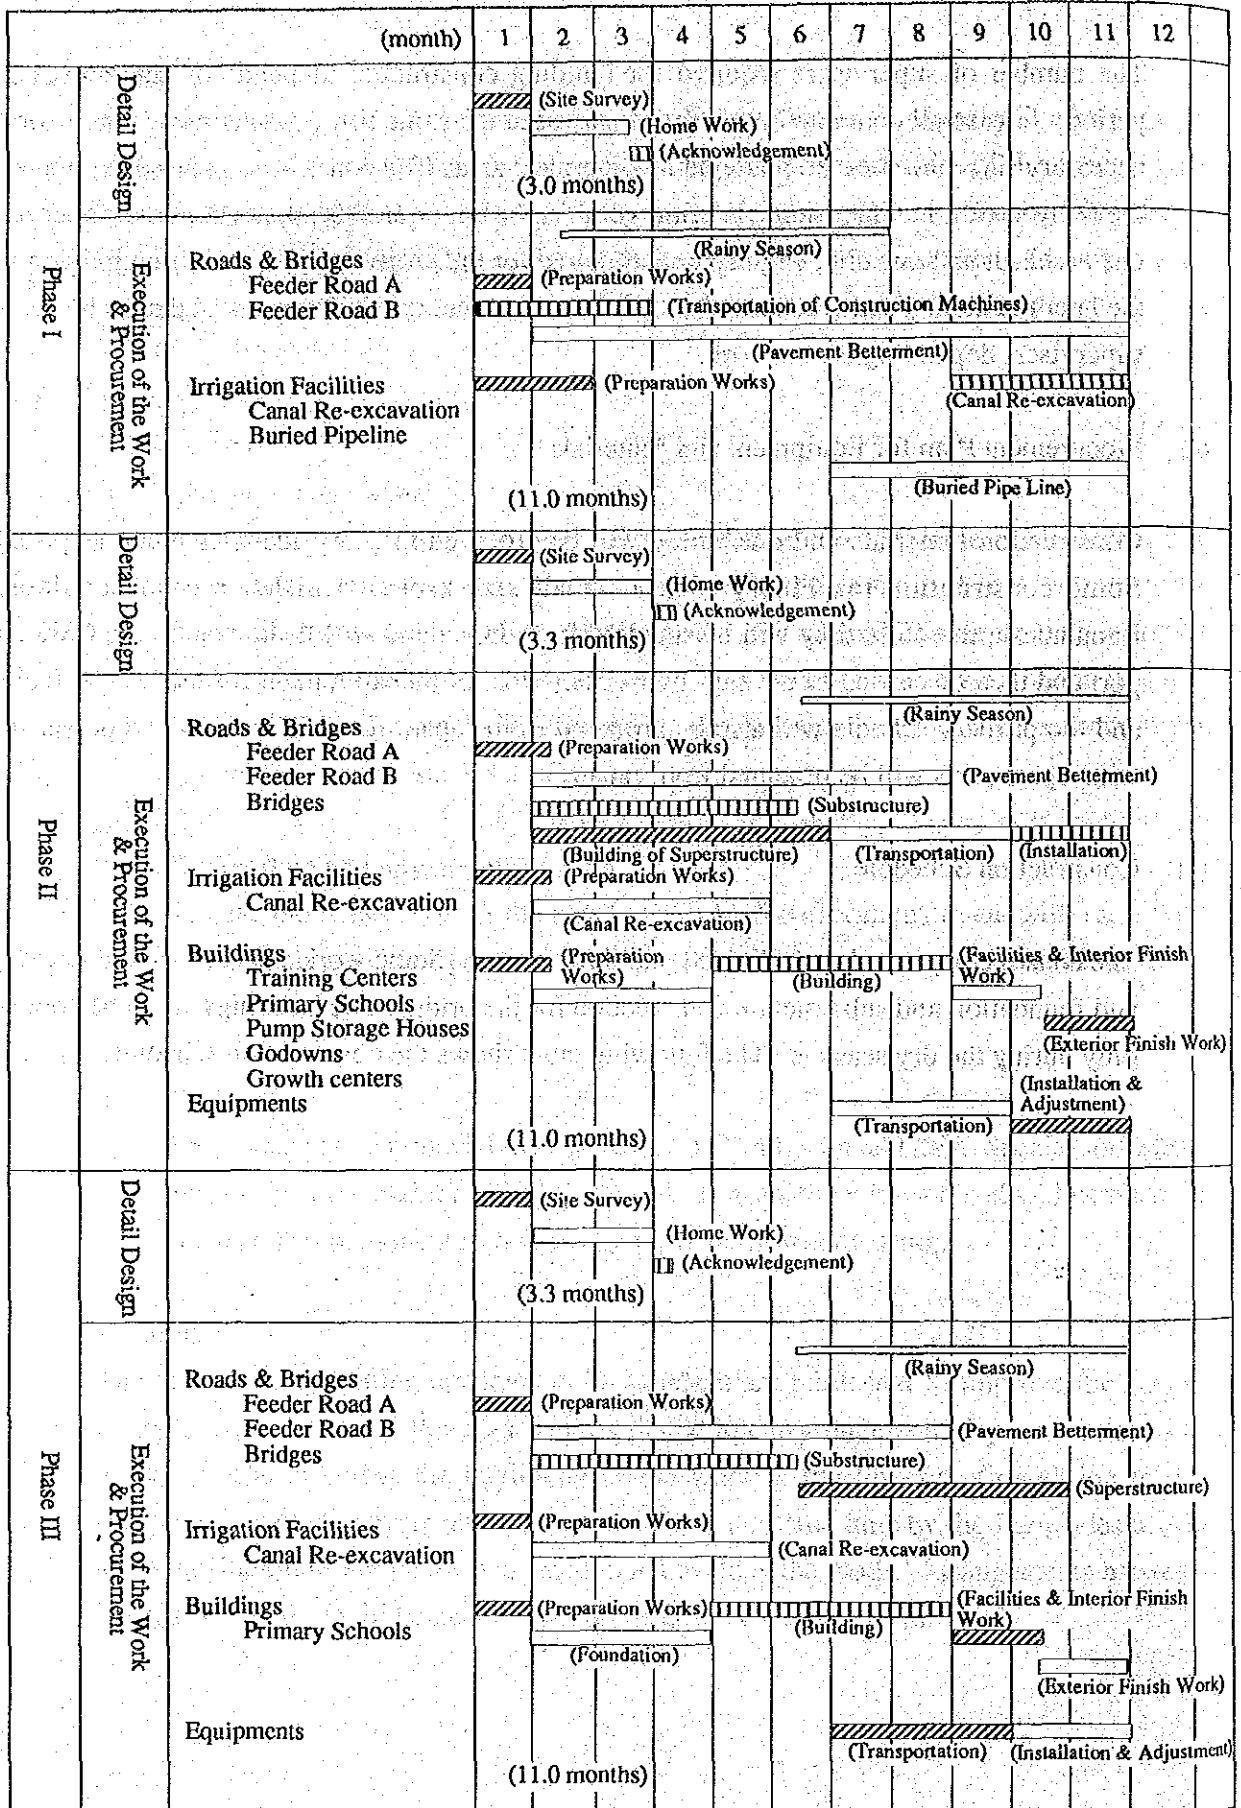 (month) 1 2 3 4 5 6 7 8 9 10 11 12
Phase I
Detail Design
(Site Survey)
(Home Work)
(Acknowledgement)
(3.0 months)
Execution of the Work
& Procurement
(Rainy Season)
Roads & Bridges
Feeder Road A (Preparation Works)
Feeder Road B (Transportation of Construction Machines)
(Pavement Betterment)
Irrigation Facilities (Preparation Works)
Canal Re-excavation (Canal Re-excavation)
Buried Pipeline
(Buried Pipe Line)
(11.0 months)
Phase II
Detail Design
(Site Survey)
(Home Work)
(Acknowledgement)
(3.3 months)
Execution of the Work
& Procurement
(Rainy Season)
Roads & Bridges
Feeder Road A (Preparation Works)
Feeder Road B (Pavement Betterment)
Bridges (Substructure)
(Building of Superstructure) (Transportation) (Installation)
Irrigation Facilities (Preparation Works)
Canal Re-excavation
(Canal Re-excavation)
Buildings (Preparation (Facilities & Interior Finish
Training Centers Works) (Building) Work)
Primary Schools
Pump Storage Houses
Godowns (Exterior Finish Work)
Growth centers (Installation &
Equipments Adjustment)
(Transportation)
(11.0 months)
Phase III
Detail Design
(Site Survey)
(Home Work)
(Acknowledgement)
(3.3 months)
Execution of the Work
& Procurement
(Rainy Season)
Roads & Bridges
Feeder Road A (Preparation Works)
Feeder Road B (Pavement Betterment)
Bridges (Substructure)
(Superstructure)
Irrigation Facilities (Preparation Works)
Canal Re-excavation (Canal Re-excavation)
Buildings (Preparation Works) (Facilities & Interior Finish
Primary Schools (Building) Work)
(Foundation)
(Exterior Finish Work)
Equipments
(Transportation) (Installation & Adjustment)
(11.0 months)